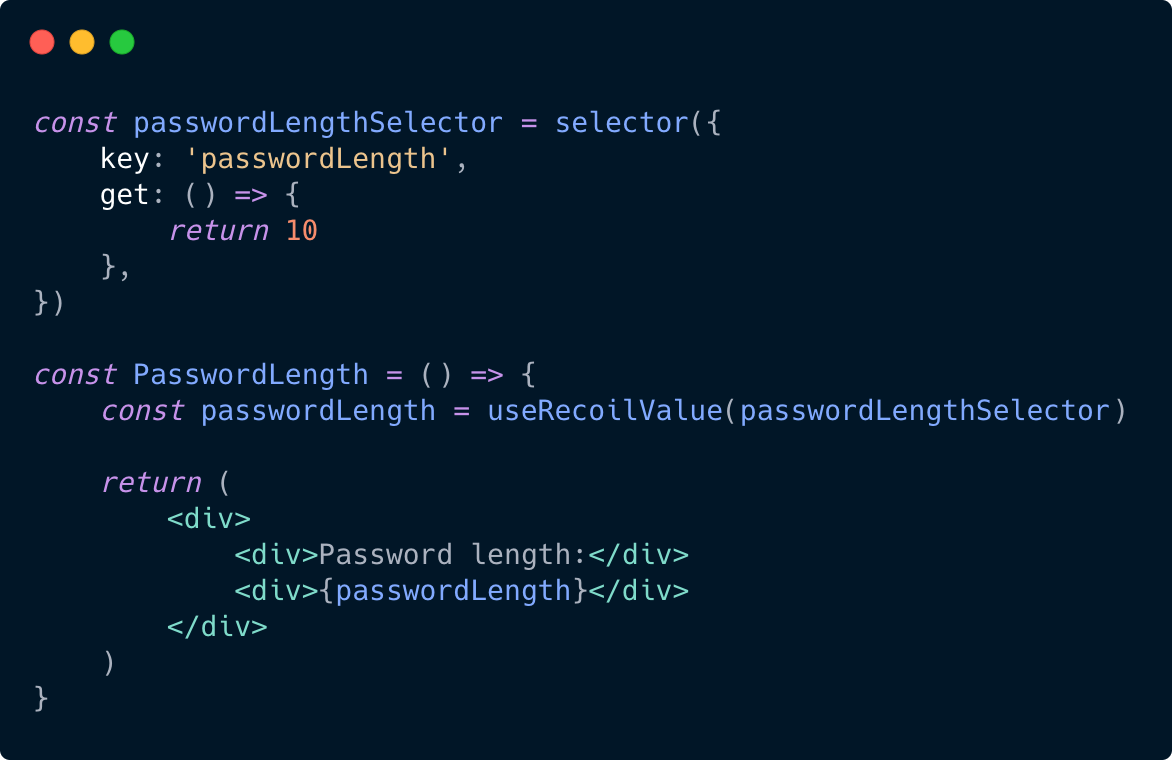 const passwordLengthSelector = selector({
    key: 'passwordLength',
    get: () => {
        return 10
    },
})

const PasswordLength = () => {
    const passwordLength = useRecoilValue(passwordLengthSelector)

    return (
        <div>
            <div>Password length:</div>
            <div>{passwordLength}</div>
        </div>
    )
}